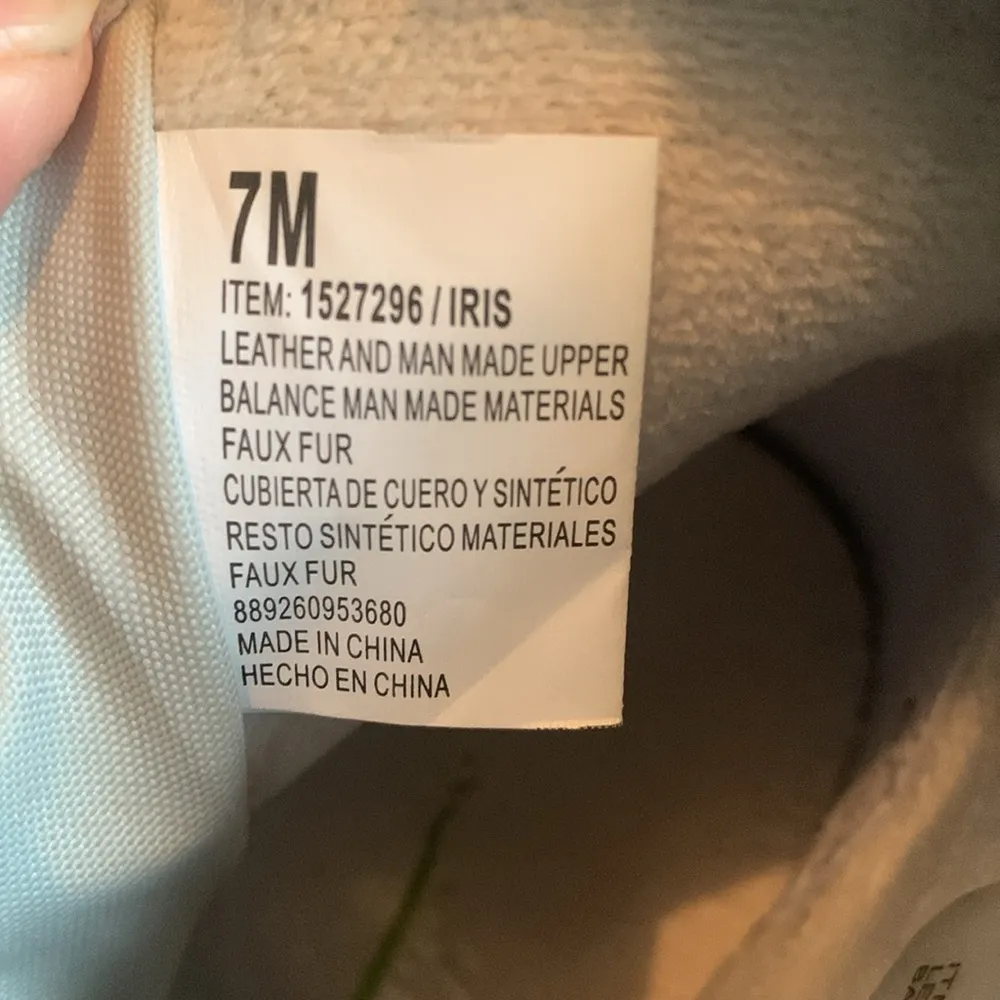 7M
ITEM: 1527296 / IRIS
LEATHER AND MAN MADE UPPER
BALANCE MAN MADE MATERIALS
FAUX FUR
CUBIERTA DE CUERO Y SINTÉTICO
RESTO SINTÉTICO MATERIALES
FAUX FUR
889260953680
MADE IN CHINA
HECHO EN CHINA